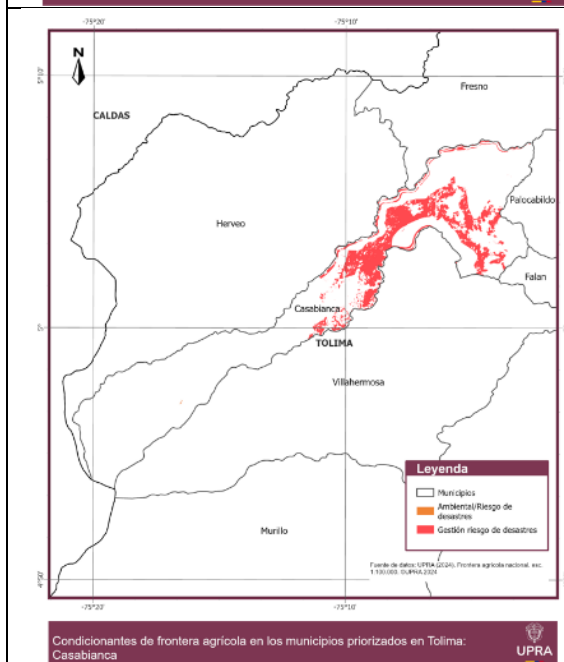 -75°20'
-75°10'
N
5°10'
Fresno
CALDAS
Palocabildo
Herveo
Falan
Casabianca
5°
TOLIMA
Villahermosa
Leyenda
Municipios
Ambiental/Riesgo de
desastres
Gestión riesgo de desastres
Murillo
Fuente de datos: UPRA (2024). Frontera agrícola nacional. esc.
1:100.000. ©UPRA 2024
4°50'
-75°20'
-75°10'
Condicionantes de frontera agrícola en los municipios priorizados en Tolima:
Casabianca
UPRA